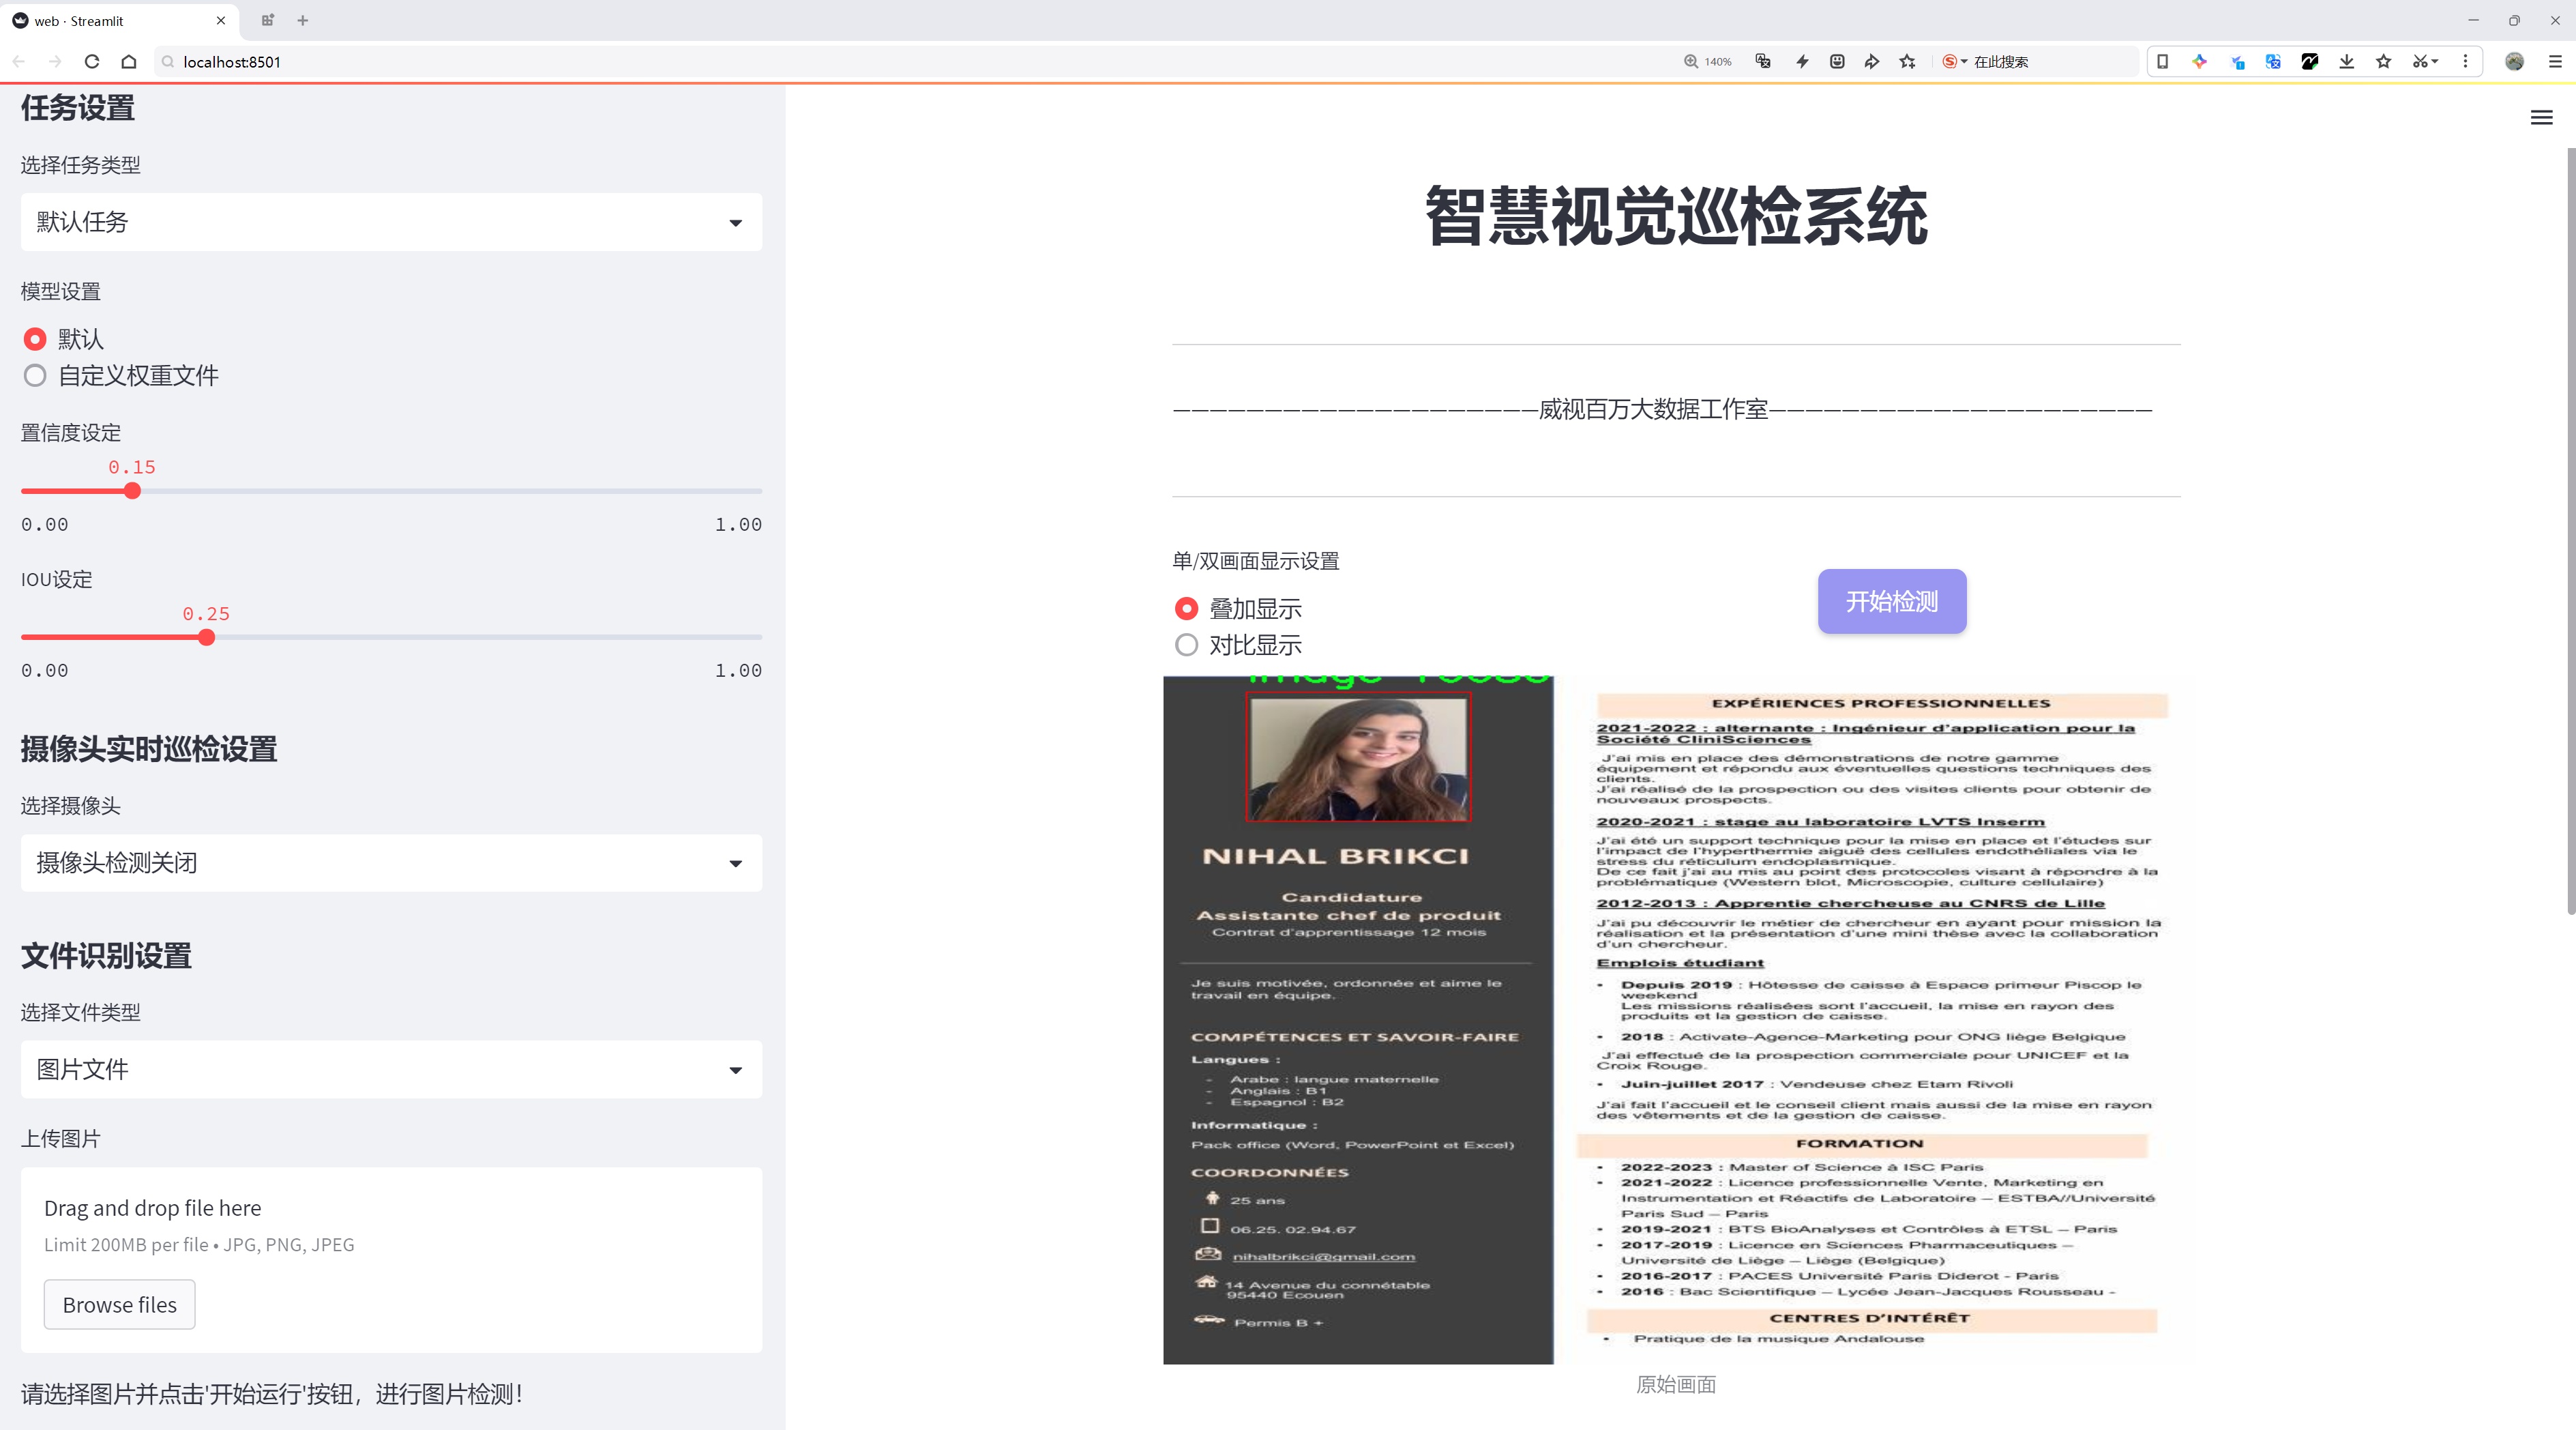 web · Streamlit
localhost:8501
140%
在此搜索
任务设置
选择任务类型
默认任务
模型设置
默认
自定义权重文件
置信度设定
0.15
0.00 1.00
IOU设定
0.25
0.00 1.00
摄像头实时巡检设置
选择摄像头
摄像头检测关闭
文件识别设置
选择文件类型
图片文件
上传图片
Drag and drop file here
Limit 200MB per file • JPG, PNG, JPEG
Browse files
请选择图片并点击'开始运行'按钮，进行图片检测！
智慧视觉巡检系统
————————————————————威视百万大数据工作室—————————————————————
单/双画面显示设置
叠加显示
对比显示
开始检测
NIHAL BRIKCI
Candidature
Assistante chef de produit
Contrat d'apprentissage 12 mois
Je suis motivée, ordonnée et aime le
travail en équipe.
COMPÉTENCES ET SAVOIR-FAIRE
Langues :
- Arabe : langue maternelle
- Anglais : B1
- Espagnol : B2
Informatique :
Pack office (Word, PowerPoint et Excel)
COORDONNÉES
25 ans
06.25. 02.94.67
nihalbrikci@gmail.com
14 Avenue du connétable
95440 Ecouen
Permis B +
EXPÉRIENCES PROFESSIONNELLES
2021-2022 : alternante : Ingénieur d'application pour la
Société CliniSciences
J'ai mis en place des démonstrations de notre gamme
équipement et répondu aux éventuelles questions techniques des
clients.
J'ai réalisé de la prospection ou des visites clients pour obtenir de
nouveaux prospects.
2020-2021 : stage au laboratoire LVTS Inserm
J'ai été un support technique pour la mise en place et l'études sur
l'impact de l'hyperthermie aiguë des cellules endothéliales via le
stress du réticulum endoplasmique.
De ce fait j'ai au mis au point des protocoles visant à répondre à la
problématique (Western blot, Microscopie, culture cellulaire)
2012-2013 : Apprentie chercheuse au CNRS de Lille
J'ai pu découvrir le métier de chercheur en ayant pour mission la
réalisation et la présentation d'une mini thèse avec la collaboration
d'un chercheur.
Emplois étudiant
• Depuis 2019 : Hôtesse de caisse à Espace primeur Piscop le
weekend
Les missions réalisées sont l'accueil, la mise en rayon des
produits et la gestion de caisse.
• 2018 : Activate-Agence-Marketing pour ONG liège Belgique
J'ai effectué de la prospection commerciale pour UNICEF et la
Croix Rouge.
• Juin-juillet 2017 : Vendeuse chez Etam Rivoli
J'ai fait l'accueil et le conseil client mais aussi de la mise en rayon
des vêtements et de la gestion de caisse.
FORMATION
• 2022-2023 : Master of Science à ISC Paris
• 2021-2022 : Licence professionnelle Vente, Marketing en
Instrumentation et Réactifs de Laboratoire – ESTBA//Université
Paris Sud – Paris
• 2019-2021 : BTS BioAnalyses et Contrôles à ETSL – Paris
• 2017-2019 : Licence en Sciences Pharmaceutiques –
Université de Liège – Liège (Belgique)
• 2016-2017 : PACES Université Paris Diderot - Paris
• 2016 : Bac Scientifique – Lycée Jean-Jacques Rousseau -
CENTRES D'INTÉRÊT
• Pratique de la musique Andalouse
原始画面